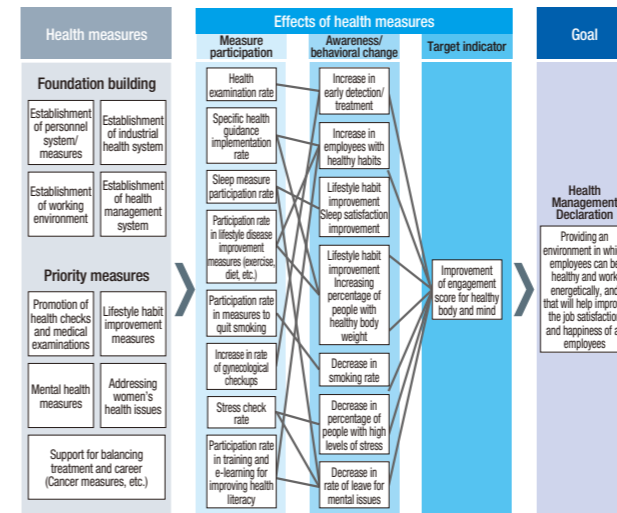 Health measures
Foundation building
Establishment
of personnel
system/
measures
Establishment
of industrial
health system
Establishment
of working
environment
Establishment
of health
management
system
Priority measures
Promotion of
health checks
and medical
examinations
Lifestyle habit
improvement
measures
Mental health
measures
Addressing
women's
health issues
Support for balancing
treatment and career
(Cancer measures, etc.)
Effects of health measures
Measure
participation
Health
examination rate
Specific health
guidance
implementation
rate
Sleep measure
participation rate
Participation rate
in lifestyle disease
improvement
measures (exercise,
diet, etc.)
Participation rate
in measures to
quit smoking
Increase in rate
of gynecological
checkups
Stress check
rate
Participation rate
in training and
e-learning for
improving health
literacy
Awareness/
behavioral change
Increase in
early detection/
treatment
Increase in
employees with
healthy habits
Lifestyle habit
improvement
Sleep satisfaction
improvement
Lifestyle habit
improvement
Increasing
percentage of
people with
healthy body
weight
Decrease in
smoking rate
Decrease in
percentage of
people with high
levels of stress
Decrease in
rate of leave for
mental issues
Target indicator
Improvement
of engagement
score for healthy
body and mind
Goal
Health
Management
Declaration
Providing an
environment in
employees can be
healthy and work
energetically, and
that will help
the job
and happiness of
employees